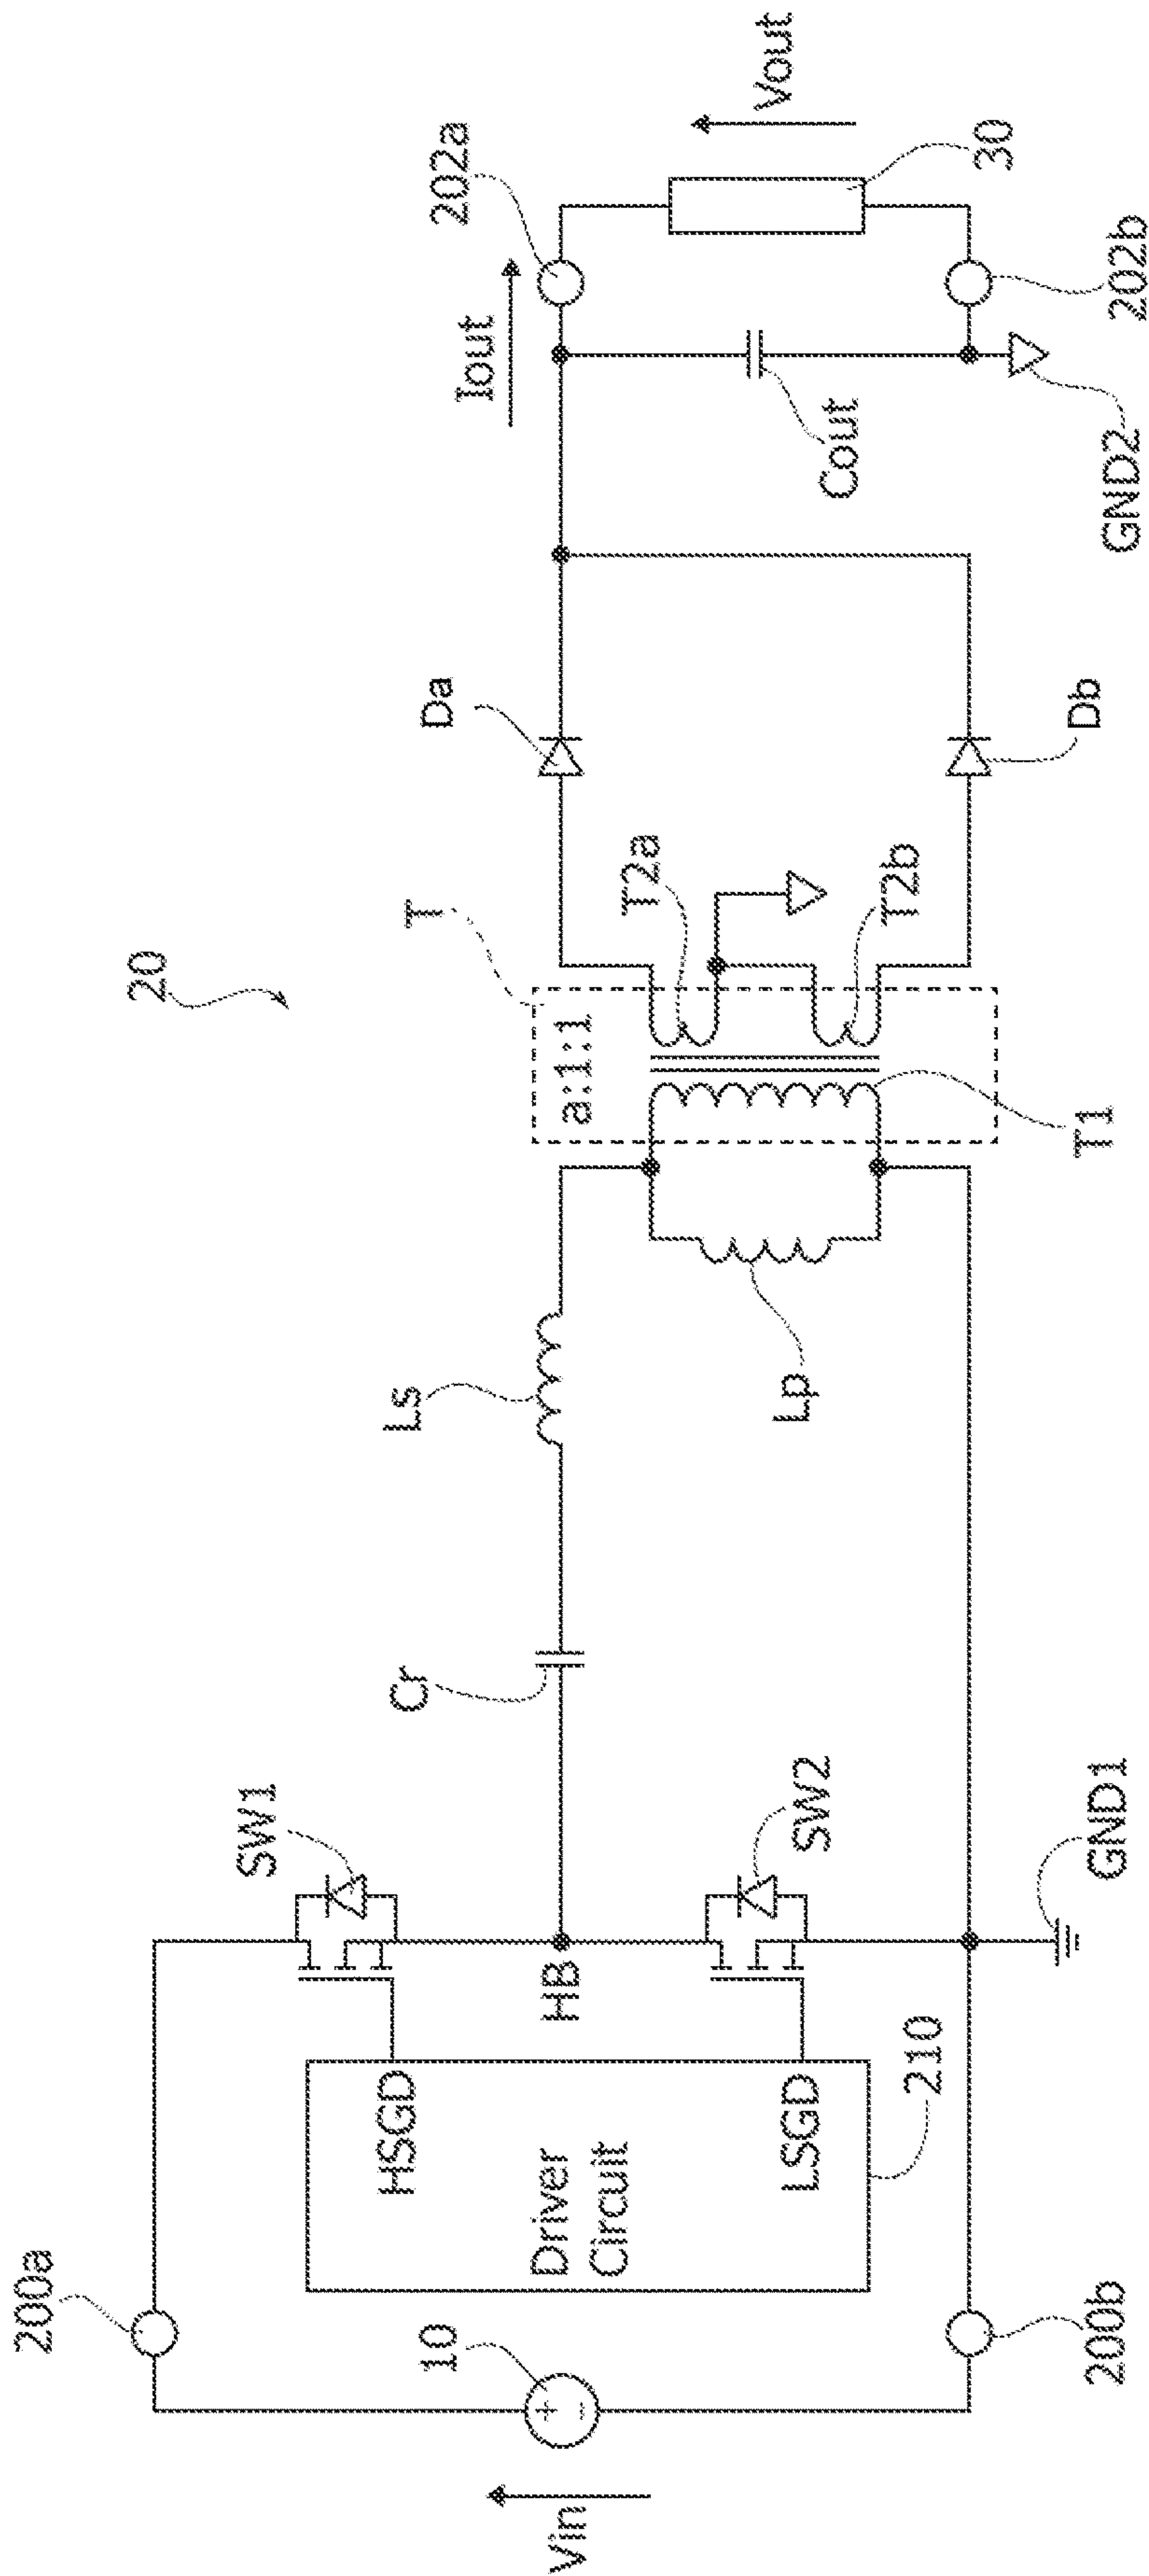 20
Vin
10
200a
200b
Driver
Circuit
HSGD
LSGD
210
HB
SW1
SW2
GND1
Cr
Ls
Lp
T
a:1:1
T1
T2a
T2b
Da
Db
Iout
Cout
GND2
202a
202b
30
Vout